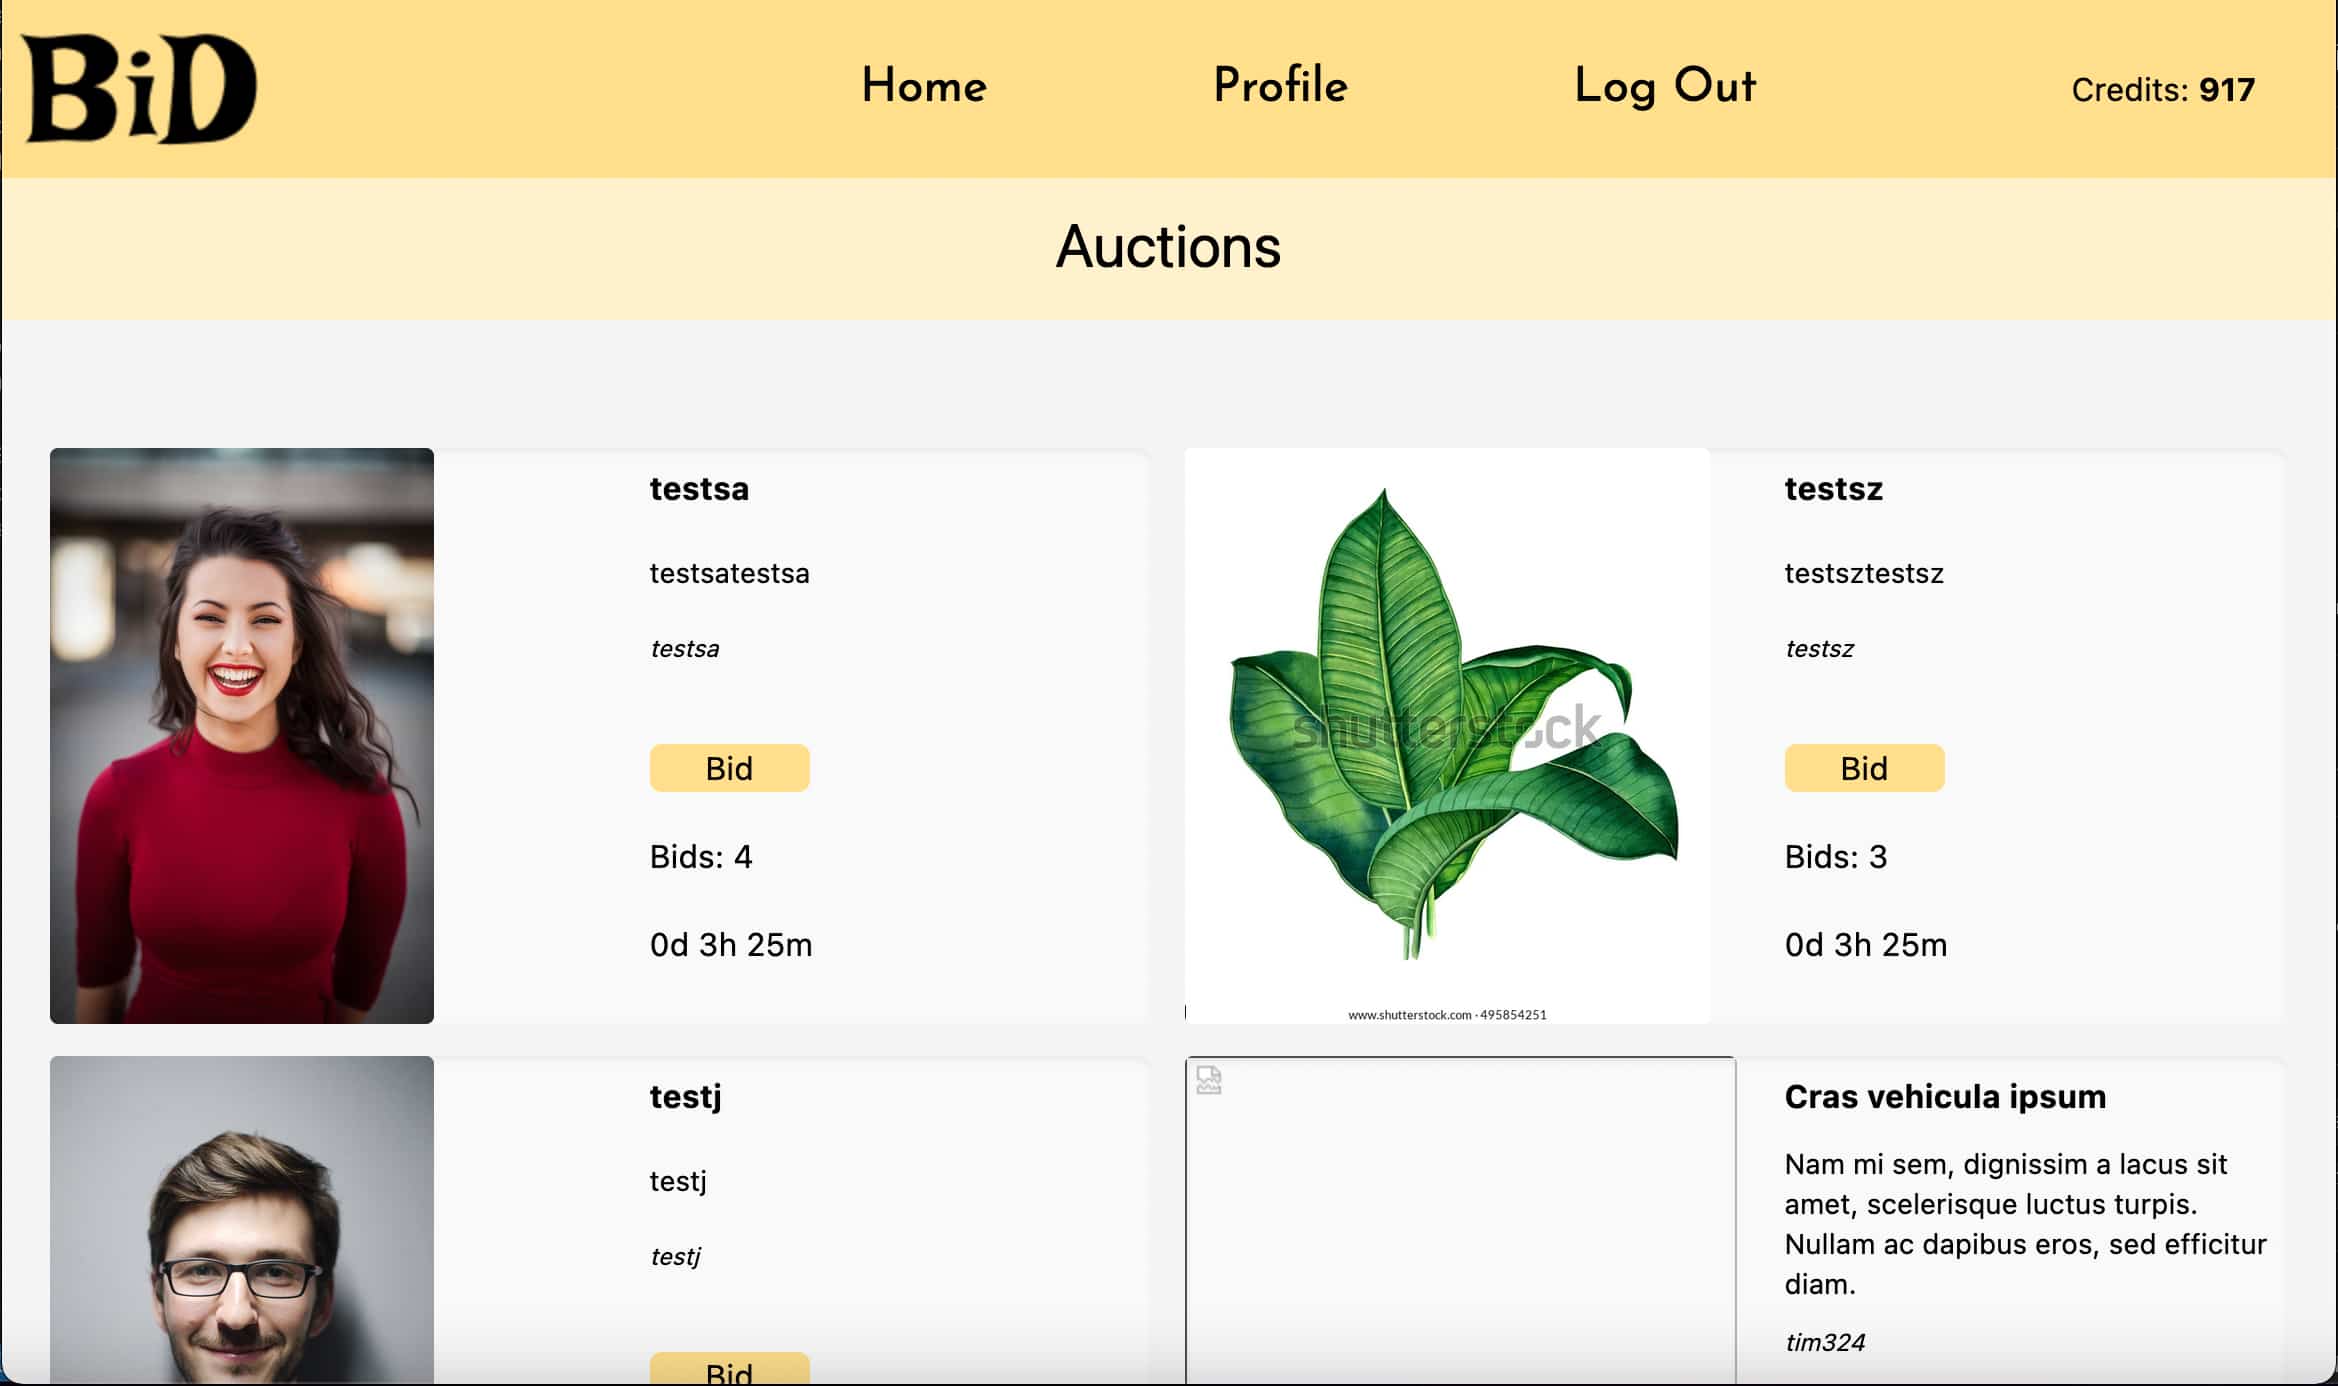 BiD
Home
Profile
Log Out
Credits: 917
Auctions
testsa
testsatestsa
testsa
Bid
Bids: 4
0d 3h 25m
shutterstock
www.shutterstock.com · 495854251
testsz
testsztestsz
testsz
Bid
Bids: 3
0d 3h 25m
testj
testj
testj
Bid
Cras vehicula ipsum
Nam mi sem, dignissim a lacus sit
amet, scelerisque luctus turpis.
Nullam ac dapibus eros, sed efficitur
diam.
tim324